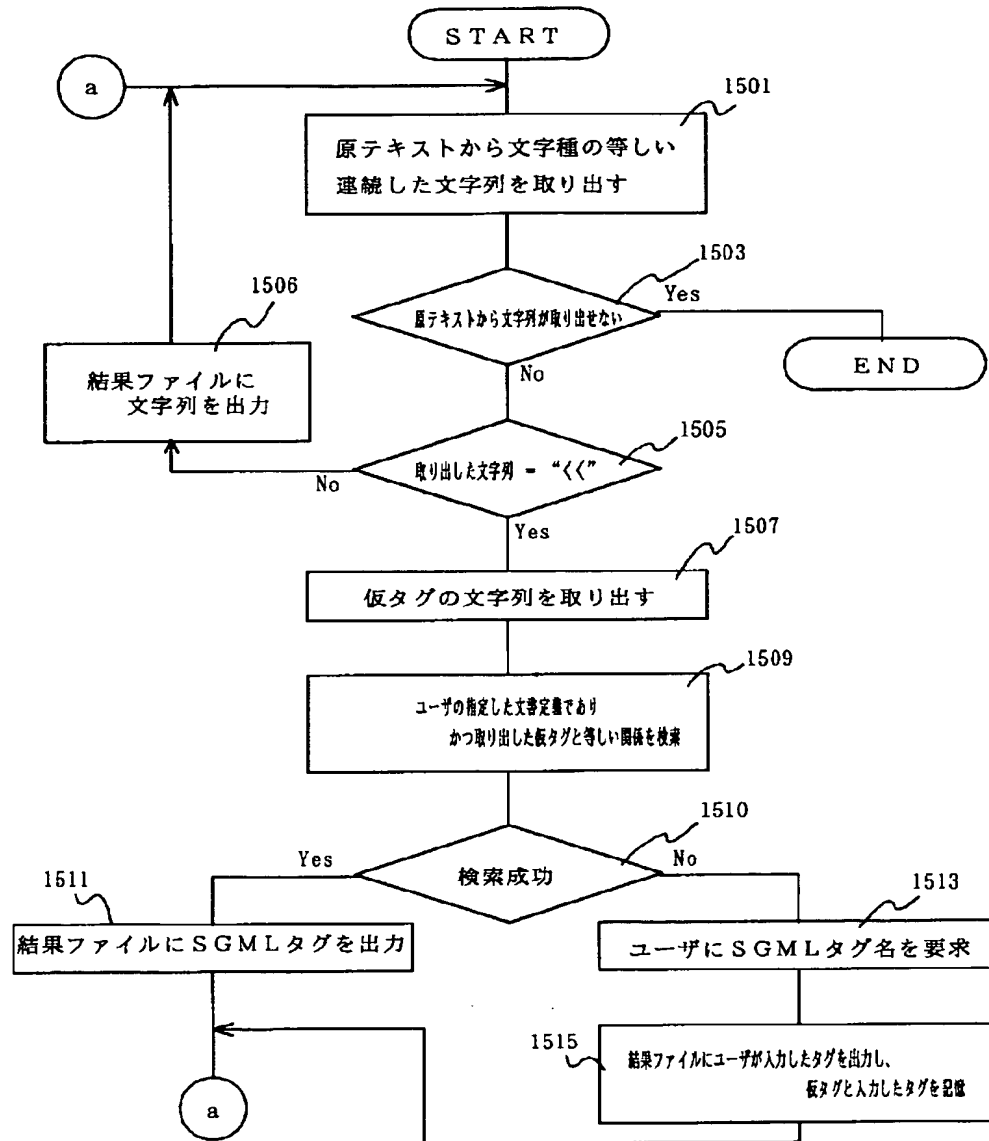 START
a
1501
原テキストから文字種の等しい
連続した文字列を取り出す
1503
原テキストから文字列が取り出せない
Yes
END
No
1506
結果ファイルに
文字列を出力
1505
取り出した文字列 = “<<”
No
Yes
1507
仮タグの文字列を取り出す
1509
ユーザの指定した文書定義であり
かつ取り出した仮タグと等しい関係を検索
1510
検索成功
Yes
No
1511
結果ファイルにSGMLタグを出力
1513
ユーザにSGMLタグ名を要求
1515
結果ファイルにユーザが入力したタグを出力し、
仮タグと入力したタグを記憶
a